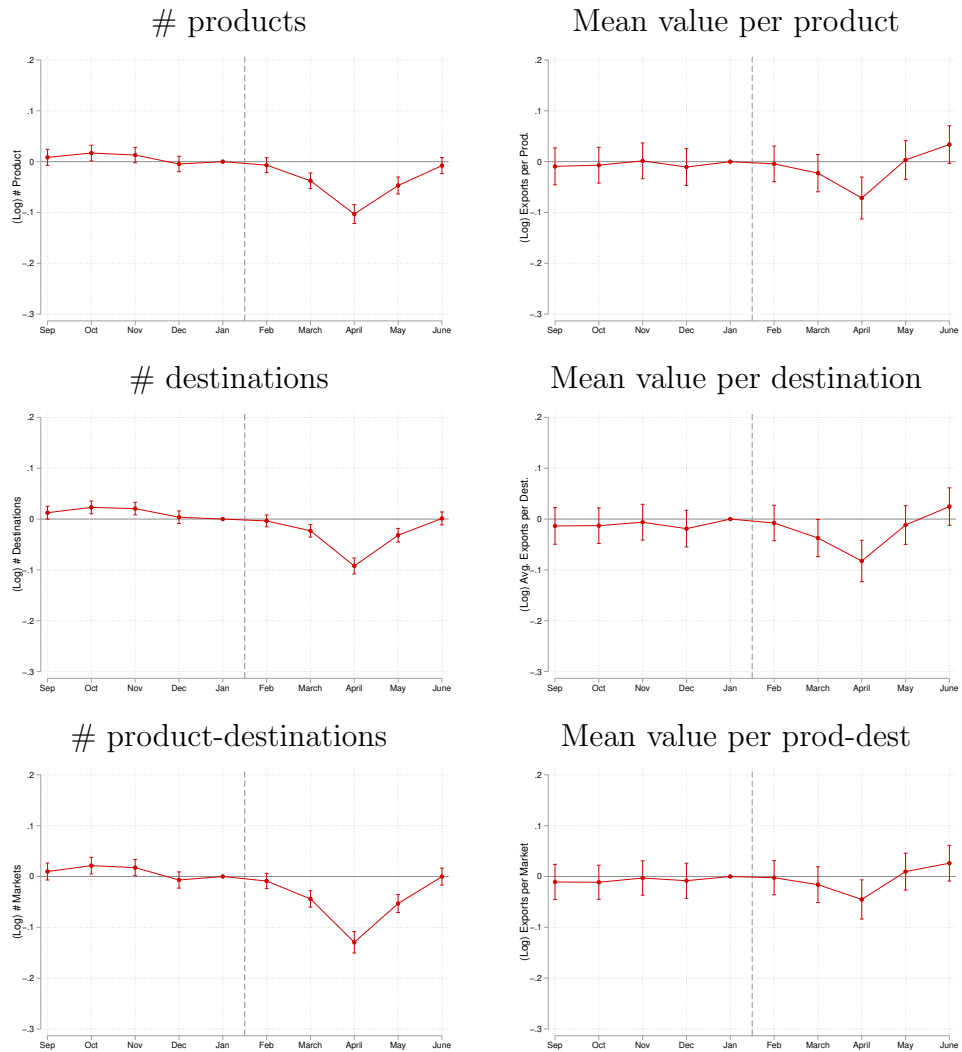 # products
Mean value per product
(Log) # Product
.2
.1
0
-.1
-.2
-.3
Sep Oct Nov Dec Jan Feb March April May June
(Log) Exports per Prod.
.2
.1
0
-.1
-.2
-.3
Sep Oct Nov Dec Jan Feb March April May June
# destinations
Mean value per destination
(Log) # Destinations
.2
.1
0
-.1
-.2
-.3
Sep Oct Nov Dec Jan Feb March April May June
(Log) Avg. Exports per Dest.
.2
.1
0
-.1
-.2
-.3
Sep Oct Nov Dec Jan Feb March April May June
# product-destinations
Mean value per prod-dest
(Log) # Markets
.2
.1
0
-.1
-.2
-.3
Sep Oct Nov Dec Jan Feb March April May June
(Log) Exports per Market
.2
.1
0
-.1
-.2
-.3
Sep Oct Nov Dec Jan Feb March April May June